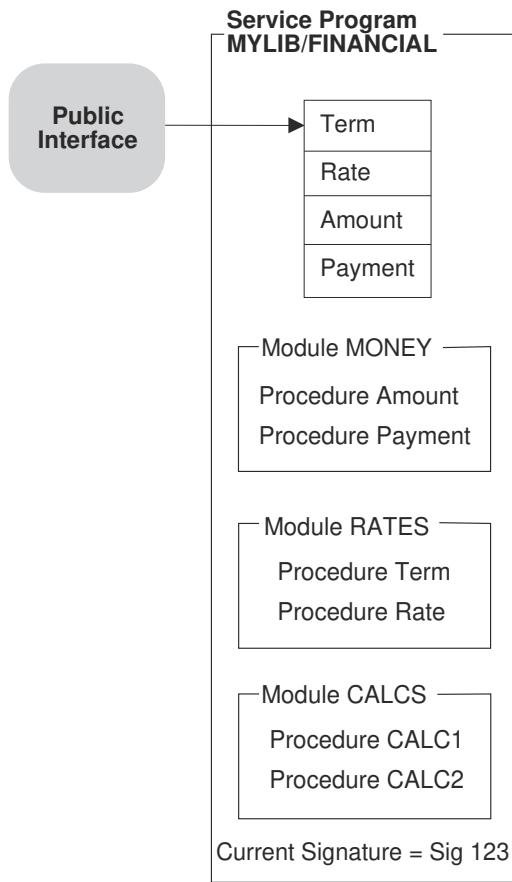 Service Program
MYLIB/FINANCIAL
Public
Interface
Term
Rate
Amount
Payment
Module MONEY
Procedure Amount
Procedure Payment
Module RATES
Procedure Term
Procedure Rate
Module CALCS
Procedure CALC1
Procedure CALC2
Current Signature = Sig 123